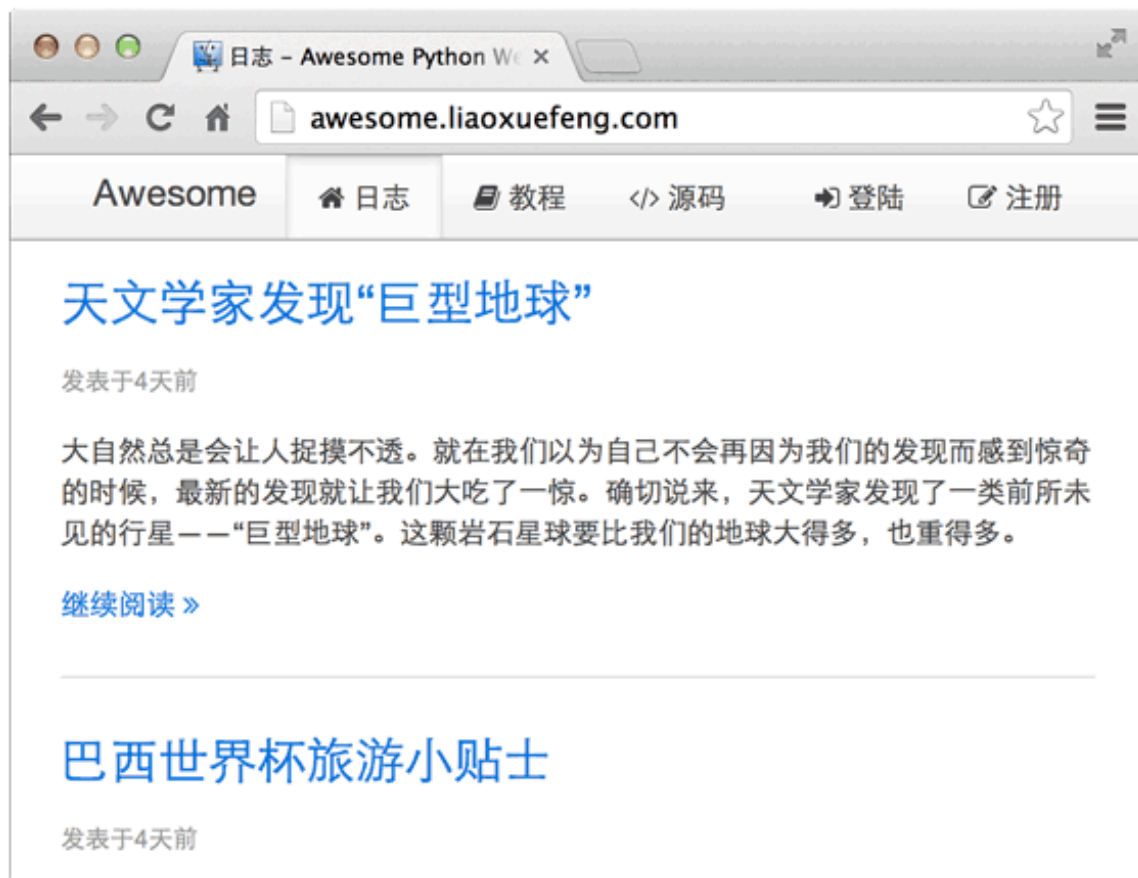 日志 – Awesome Python We
awesome.liaoxuefeng.com
Awesome 日志 教程 </> 源码 登陆 注册
天文学家发现“巨型地球”
发表于4天前
大自然总是会让人捉摸不透。就在我们以为自己不会再因为我们的发现而感到惊奇
的时候，最新的发现就让我们大吃了一惊。确切说来，天文学家发现了一类前所未
见的行星——“巨型地球”。这颗岩石星球要比我们的地球大得多，也重得多。
继续阅读 »
巴西世界杯旅游小贴士
发表于4天前